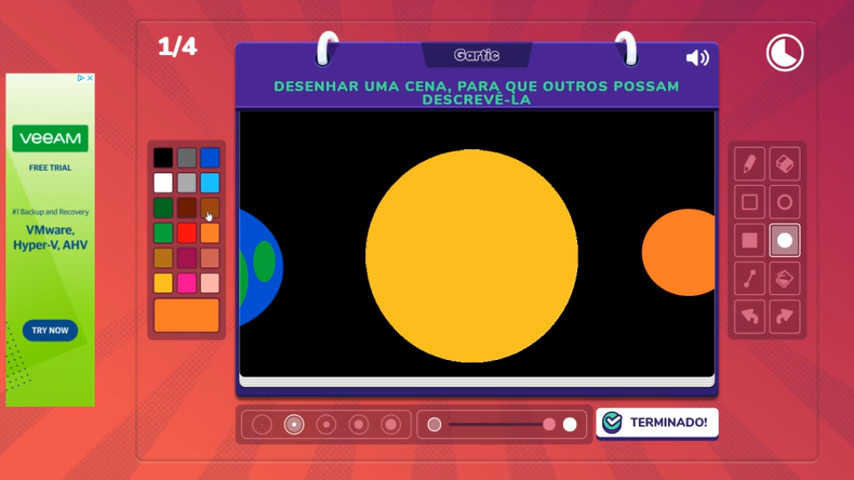 1/4
Gartic
DESENHAR UMA CENA, PARA QUE OUTROS POSSAM
DESCREVÊ-LA
veeAM
FREE TRIAL
#1 Backup and Recovery
VMware,
Hyper-V, AHV
TRY NOW
TERMINADO!